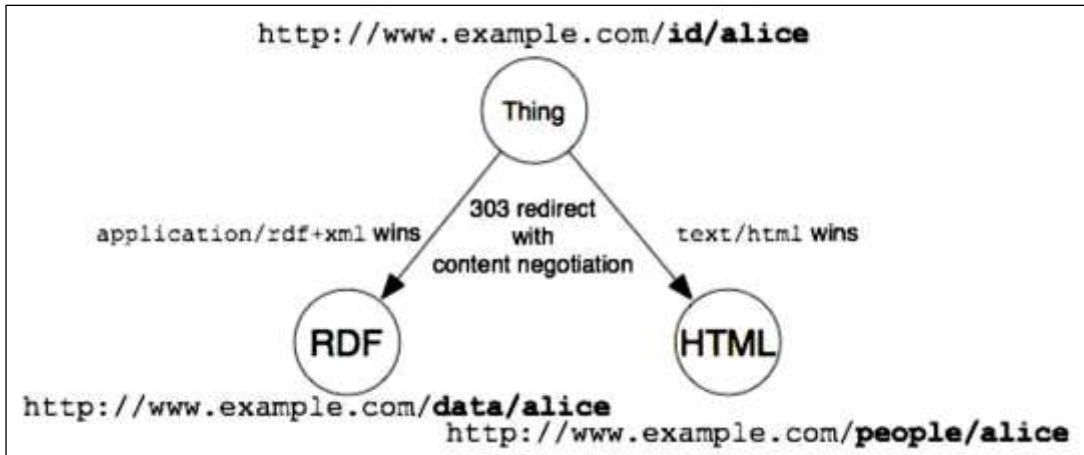 http://www.example.com/id/alice
Thing
303 redirect
with
content negotiation
application/rdf+xml wins
text/html wins
RDF
HTML
http://www.example.com/data/alice
http://www.example.com/people/alice